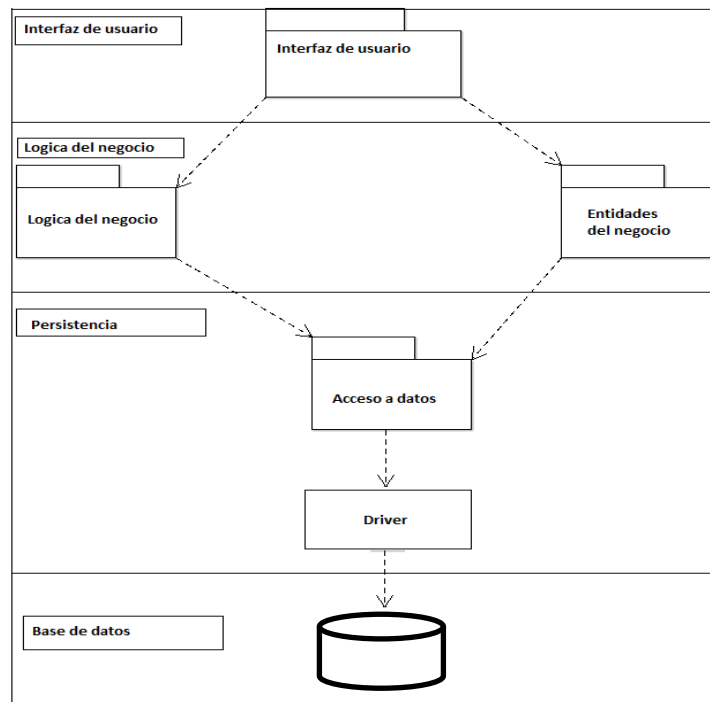 Interfaz de usuario
Interfaz de usuario
Logica del negocio
Logica del negocio
Entidades
del negocio
Persistencia
Acceso a datos
Driver
Base de datos